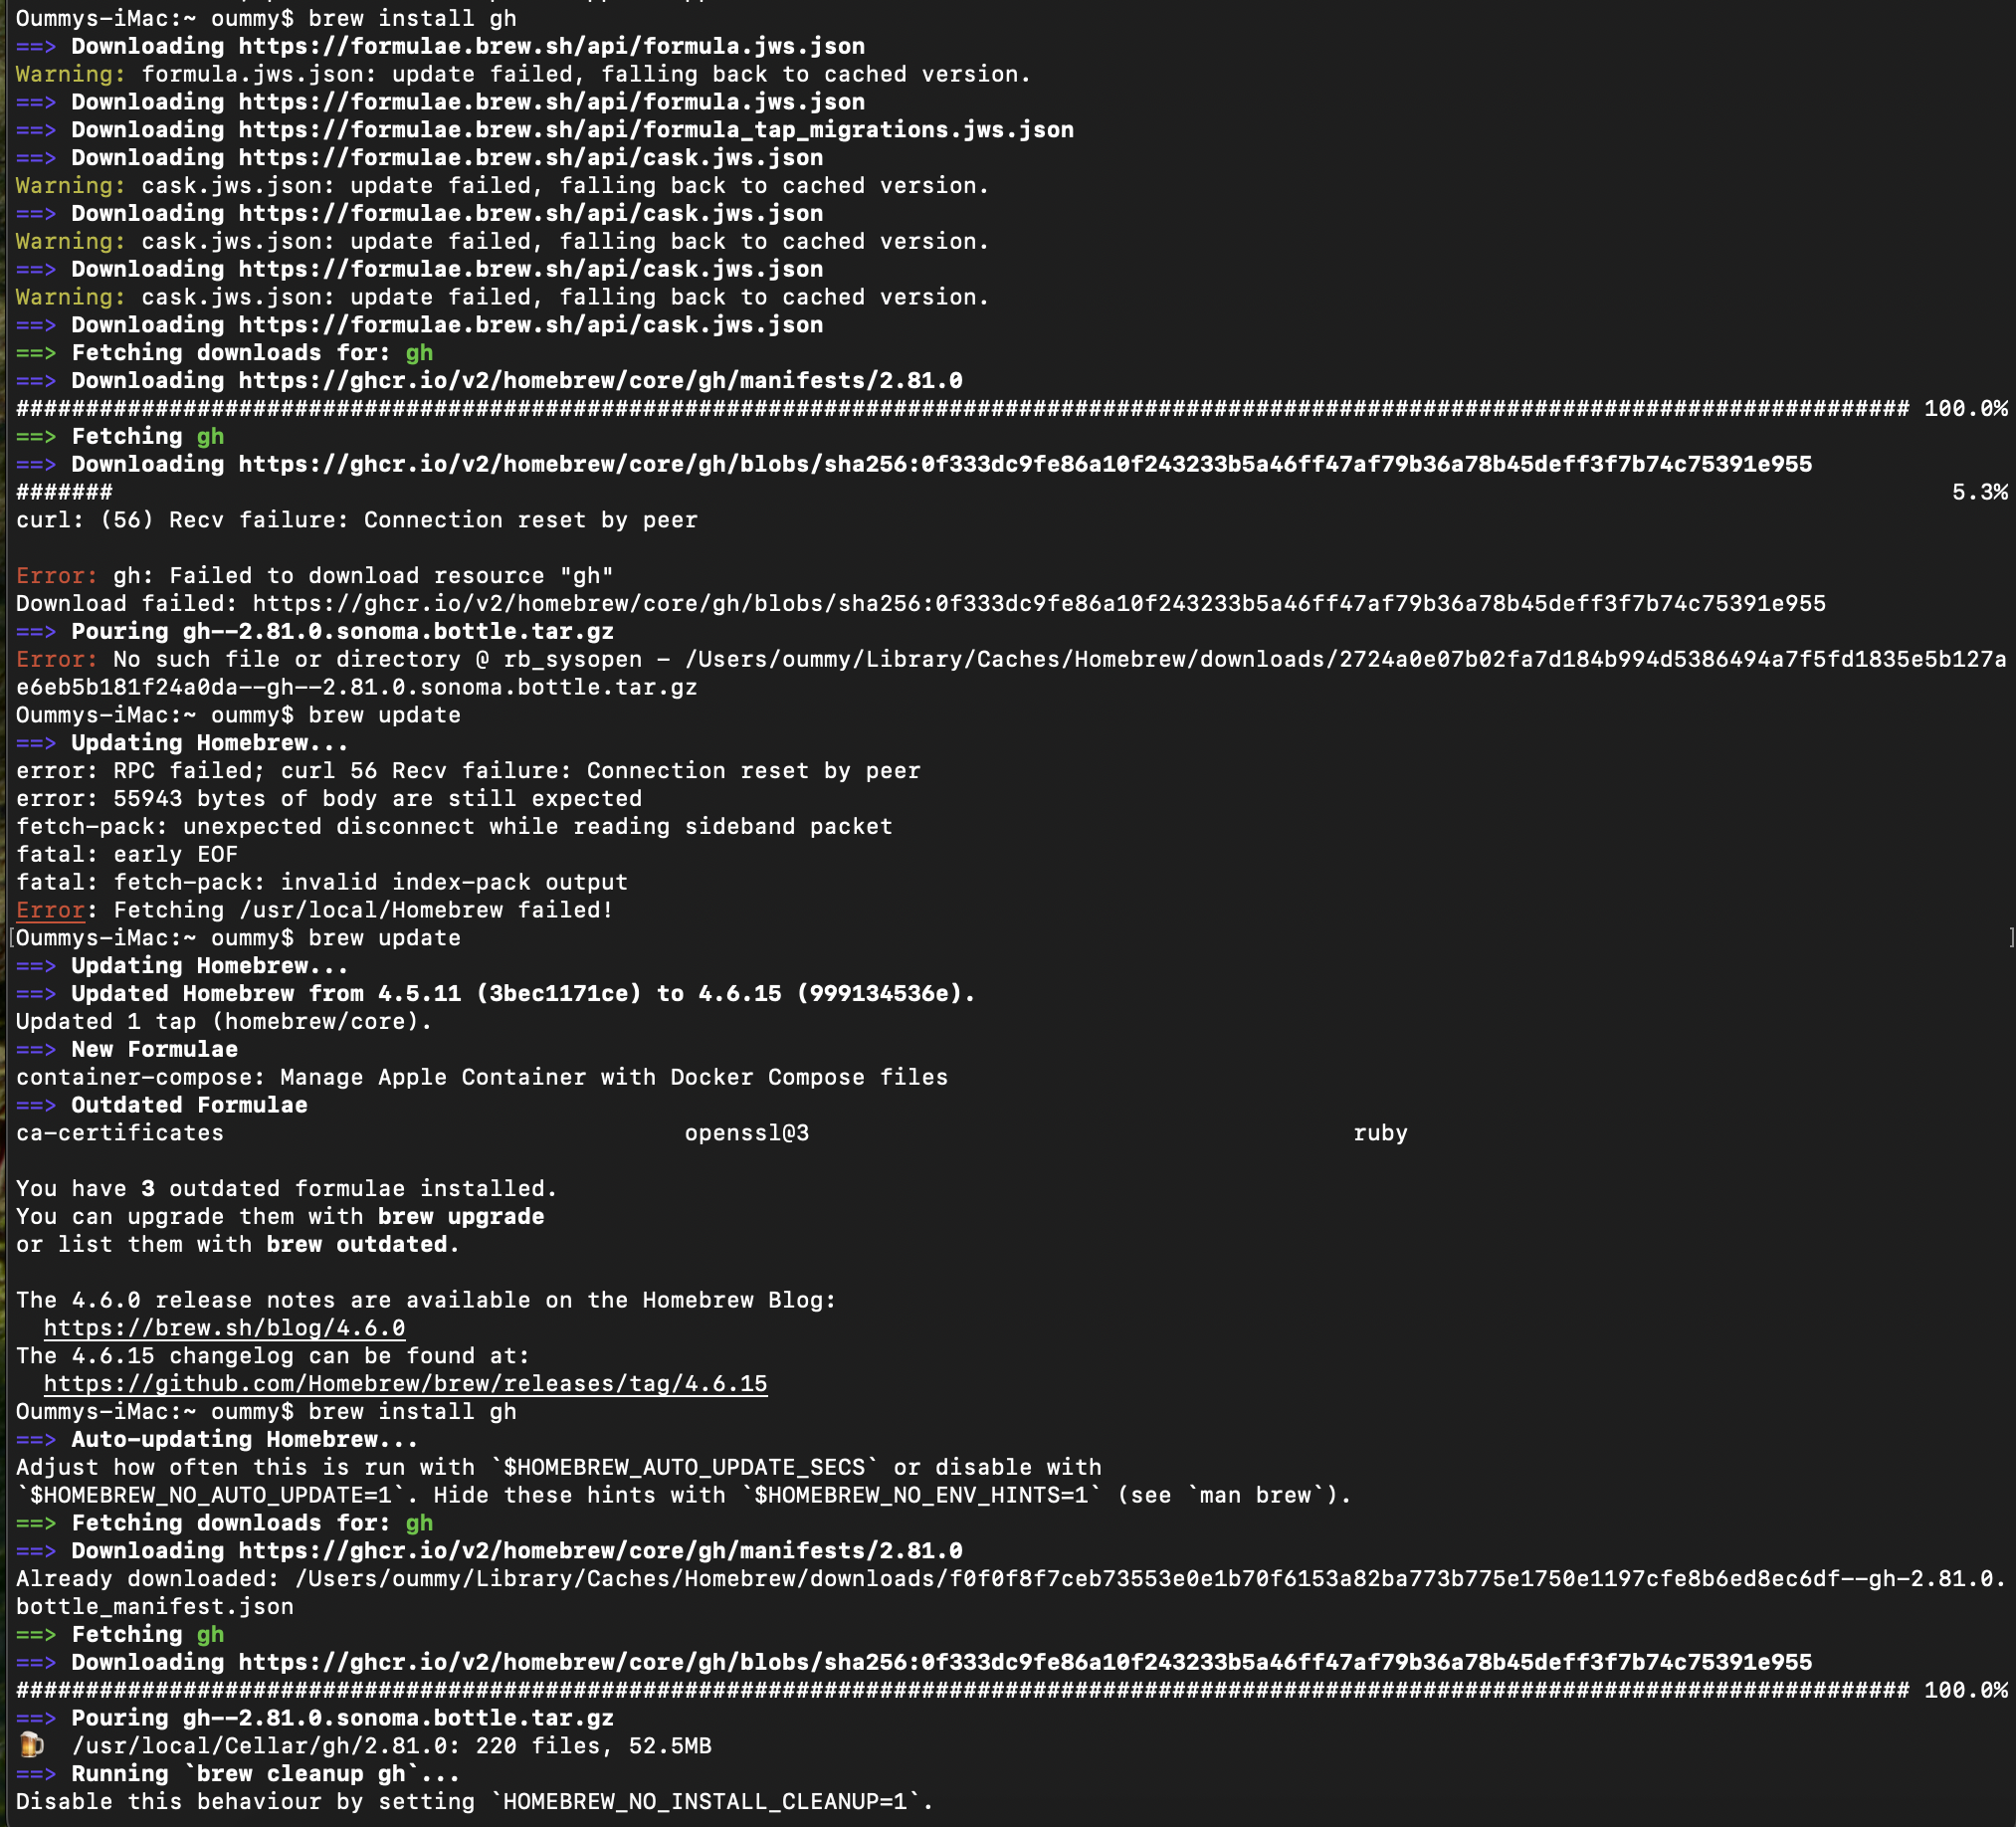 Oummys-iMac:~ oummy$ brew install gh
==> Downloading https://formulae.brew.sh/api/formula.jws.json
Warning: formula.jws.json: update failed, falling back to cached version.
==> Downloading https://formulae.brew.sh/api/formula.jws.json
==> Downloading https://formulae.brew.sh/api/formula_tap_migrations.jws.json
==> Downloading https://formulae.brew.sh/api/cask.jws.json
Warning: cask.jws.json: update failed, falling back to cached version.
==> Downloading https://formulae.brew.sh/api/cask.jws.json
Warning: cask.jws.json: update failed, falling back to cached version.
==> Downloading https://formulae.brew.sh/api/cask.jws.json
Warning: cask.jws.json: update failed, falling back to cached version.
==> Downloading https://formulae.brew.sh/api/cask.jws.json
==> Fetching downloads for: gh
==> Downloading https://ghcr.io/v2/homebrew/core/gh/manifests/2.81.0
######################################################################################################################################## 100.0%
==> Fetching gh
==> Downloading https://ghcr.io/v2/homebrew/core/gh/blobs/sha256:0f333dc9fe86a10f243233b5a46ff47af79b36a78b45deff3f7b74c75391e955
####### 5.3%
curl: (56) Recv failure: Connection reset by peer
Error: gh: Failed to download resource "gh"
Download failed: https://ghcr.io/v2/homebrew/core/gh/blobs/sha256:0f333dc9fe86a10f243233b5a46ff47af79b36a78b45deff3f7b74c75391e955
==> Pouring gh--2.81.0.sonoma.bottle.tar.gz
Error: No such file or directory @ rb_sysopen - /Users/oummy/Library/Caches/Homebrew/downloads/2724a0e07b02fa7d184b994d5386494a7f5fd1835e5b127a
e6eb5b181f24a0da--gh--2.81.0.sonoma.bottle.tar.gz
Oummys-iMac:~ oummy$ brew update
==> Updating Homebrew...
error: RPC failed; curl 56 Recv failure: Connection reset by peer
error: 55943 bytes of body are still expected
fetch-pack: unexpected disconnect while reading sideband packet
fatal: early EOF
fatal: fetch-pack: invalid index-pack output
Error: Fetching /usr/local/Homebrew failed!
[Oummys-iMac:~ oummy$ brew update ]
==> Updating Homebrew...
==> Updated Homebrew from 4.5.11 (3bec1171ce) to 4.6.15 (999134536e).
Updated 1 tap (homebrew/core).
==> New Formulae
container-compose: Manage Apple Container with Docker Compose files
==> Outdated Formulae
ca-certificates openssl@3 ruby
You have 3 outdated formulae installed.
You can upgrade them with brew upgrade
or list them with brew outdated.
The 4.6.0 release notes are available on the Homebrew Blog:
https://brew.sh/blog/4.6.0
The 4.6.15 changelog can be found at:
https://github.com/Homebrew/brew/releases/tag/4.6.15
Oummys-iMac:~ oummy$ brew install gh
==> Auto-updating Homebrew...
Adjust how often this is run with `$HOMEBREW_AUTO_UPDATE_SECS` or disable with
`$HOMEBREW_NO_AUTO_UPDATE=1`. Hide these hints with `$HOMEBREW_NO_ENV_HINTS=1` (see `man brew`).
==> Fetching downloads for: gh
==> Downloading https://ghcr.io/v2/homebrew/core/gh/manifests/2.81.0
Already downloaded: /Users/oummy/Library/Caches/Homebrew/downloads/f0f0f8f7ceb73553e0e1b70f6153a82ba773b775e1750e1197cfe8b6ed8ec6df--gh-2.81.0.
bottle_manifest.json
==> Fetching gh
==> Downloading https://ghcr.io/v2/homebrew/core/gh/blobs/sha256:0f333dc9fe86a10f243233b5a46ff47af79b36a78b45deff3f7b74c75391e955
######################################################################################################################################## 100.0%
==> Pouring gh--2.81.0.sonoma.bottle.tar.gz
🍺 /usr/local/Cellar/gh/2.81.0: 220 files, 52.5MB
==> Running `brew cleanup gh`...
Disable this behaviour by setting `HOMEBREW_NO_INSTALL_CLEANUP=1`.